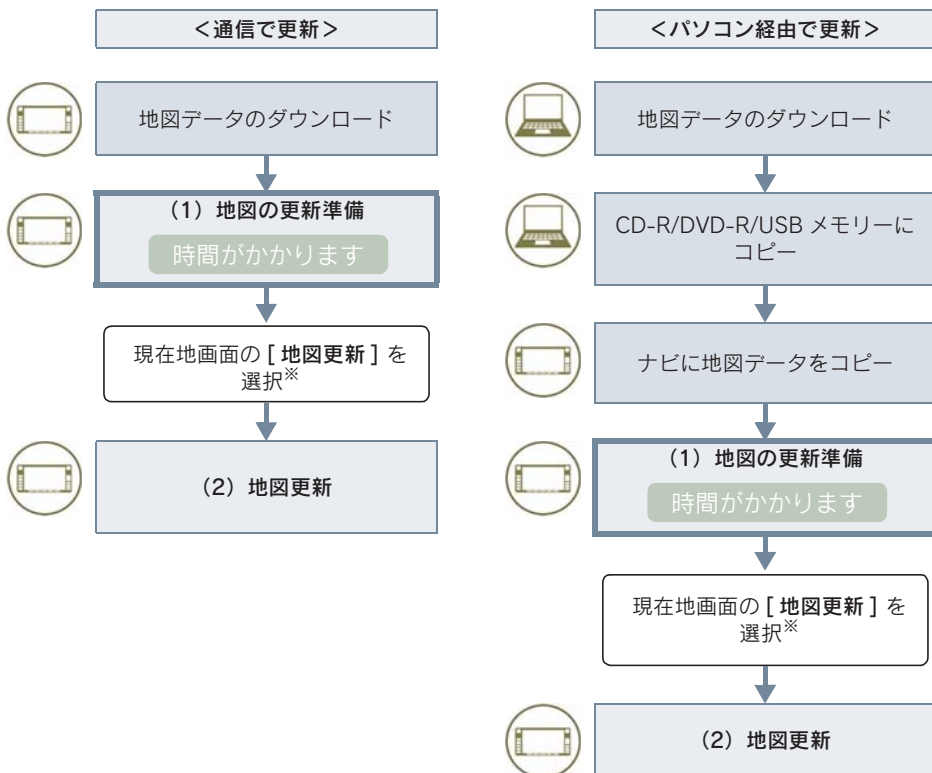 ＜通信で更新＞
地図データのダウンロード
（1）地図の更新準備
時間がかかります
現在地画面の [ 地図更新 ] を
選択※
（2）地図更新
＜パソコン経由で更新＞
地図データのダウンロード
CD-R/DVD-R/USB メモリーに
コピー
ナビに地図データをコピー
（1）地図の更新準備
時間がかかります
現在地画面の [ 地図更新 ] を
選択※
（2）地図更新